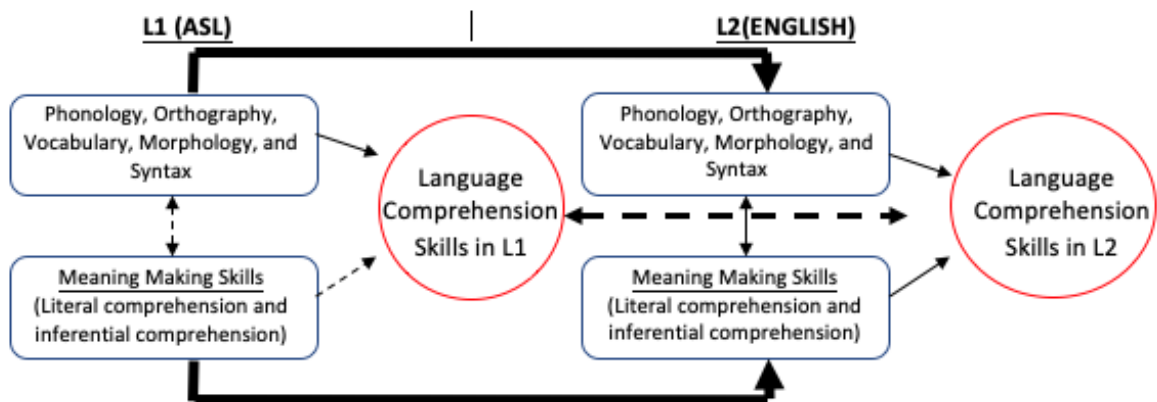 L1 (ASL)
L2(ENGLISH)
Phonology, Orthography,
Vocabulary, Morphology, and
Syntax
Meaning Making Skills
(Literal comprehension and
inferential comprehension)
Language
Comprehension
Skills in L1
Phonology, Orthography,
Vocabulary, Morphology, and
Syntax
Meaning Making Skills
(Literal comprehension and
inferential comprehension)
Language
Comprehension
Skills in L2